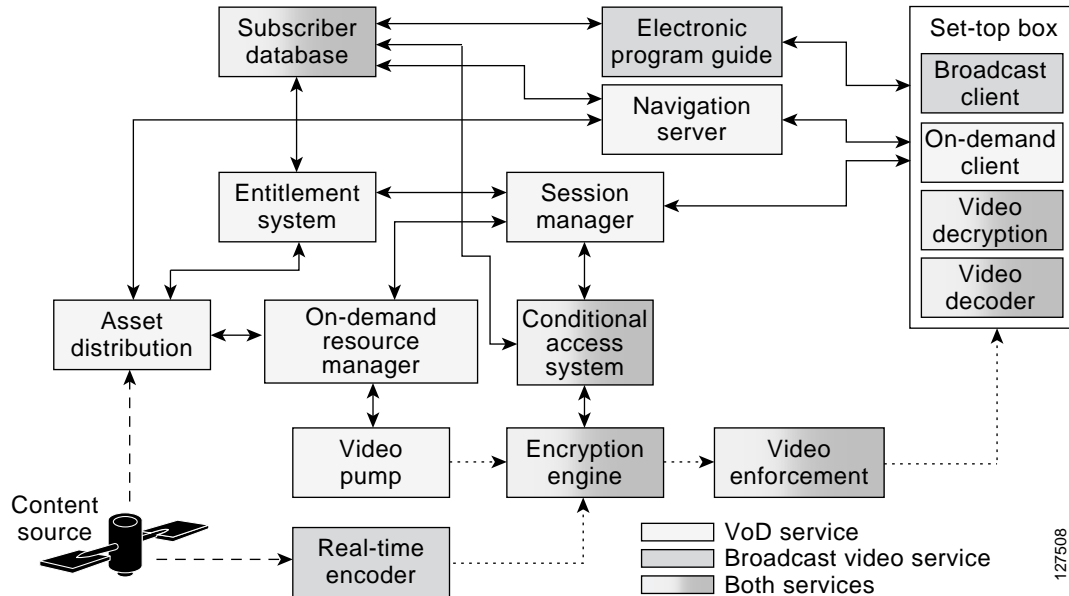 Subscriber
database
Electronic
program guide
Set-top box
Broadcast
client
Navigation
server
On-demand
client
Entitlement
system
Session
manager
Video
decryption
Video
decoder
Asset
distribution
On-demand
resource
manager
Conditional
access
system
Video
pump
Encryption
engine
Video
enforcement
Content
source
Real-time
encoder
VoD service
Broadcast video service
Both services
127508